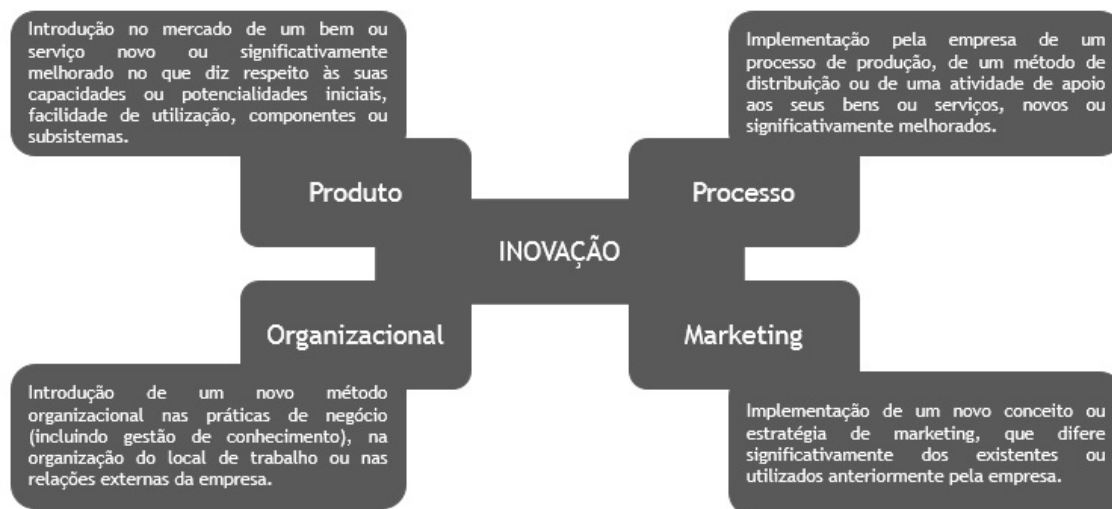 Introdução no mercado de um bem ou
serviço novo ou significativamente
melhorado no que diz respeito às suas
capacidades ou potencialidades iniciais,
facilidade de utilização, componentes ou
subsistemas.
Implementação pela empresa de um
processo de produção, de um método de
distribuição ou de uma atividade de apoio
aos seus bens ou serviços, novos ou
significativamente melhorados.
Produto
Processo
INOVAÇÃO
Organizacional
Marketing
Introdução de um novo método
organizacional nas práticas de negócio
(incluindo gestão de conhecimento), na
organização do local de trabalho ou nas
relações externas da empresa.
Implementação de um novo conceito ou
estratégia de marketing, que difere
significativamente dos existentes ou
utilizados anteriormente pela empresa.